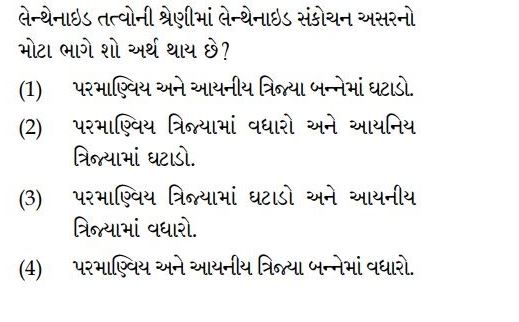 લેન્થેનાઇડ તત્વોની શ્રેણીમાં લેન્થેનાઇડ સંકોચન અસરનો
મોટા ભાગે શો અર્થ થાય છે?
(1) પરમાણ્વિય અને આયનીય ત્રિજ્યા બન્નેમાં ઘટાડો.
(2) પરમાણ્વિય ત્રિજ્યામાં વધારો અને આયનિય
ત્રિજ્યામાં ઘટાડો.
(3) પરમાણ્વિય ત્રિજ્યામાં ઘટાડો અને આયનીય
ત્રિજ્યામાં વધારો.
(4) પરમાણ્વિય અને આયનીય ત્રિજ્યા બન્નેમાં વધારો.